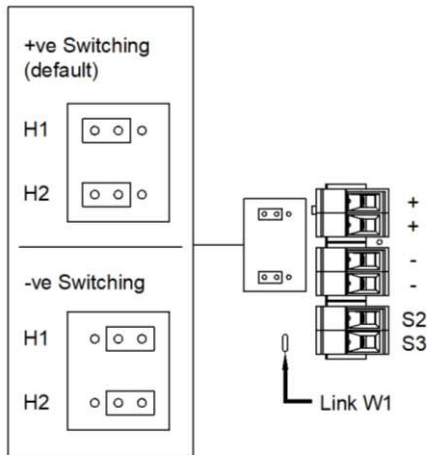 +ve Switching
(default)
H1
H2
-ve Switching
H1
H2
+
+
-
-
S2
S3
Link W1